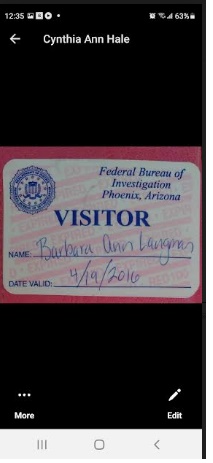 12:35
63%
Cynthia Ann Hale
Federal Bureau of
Investigation
Phoenix, Arizona
VISITOR
NAME: Barbara Ann Langman
DATE VALID: 4/19/2016
More
Edit